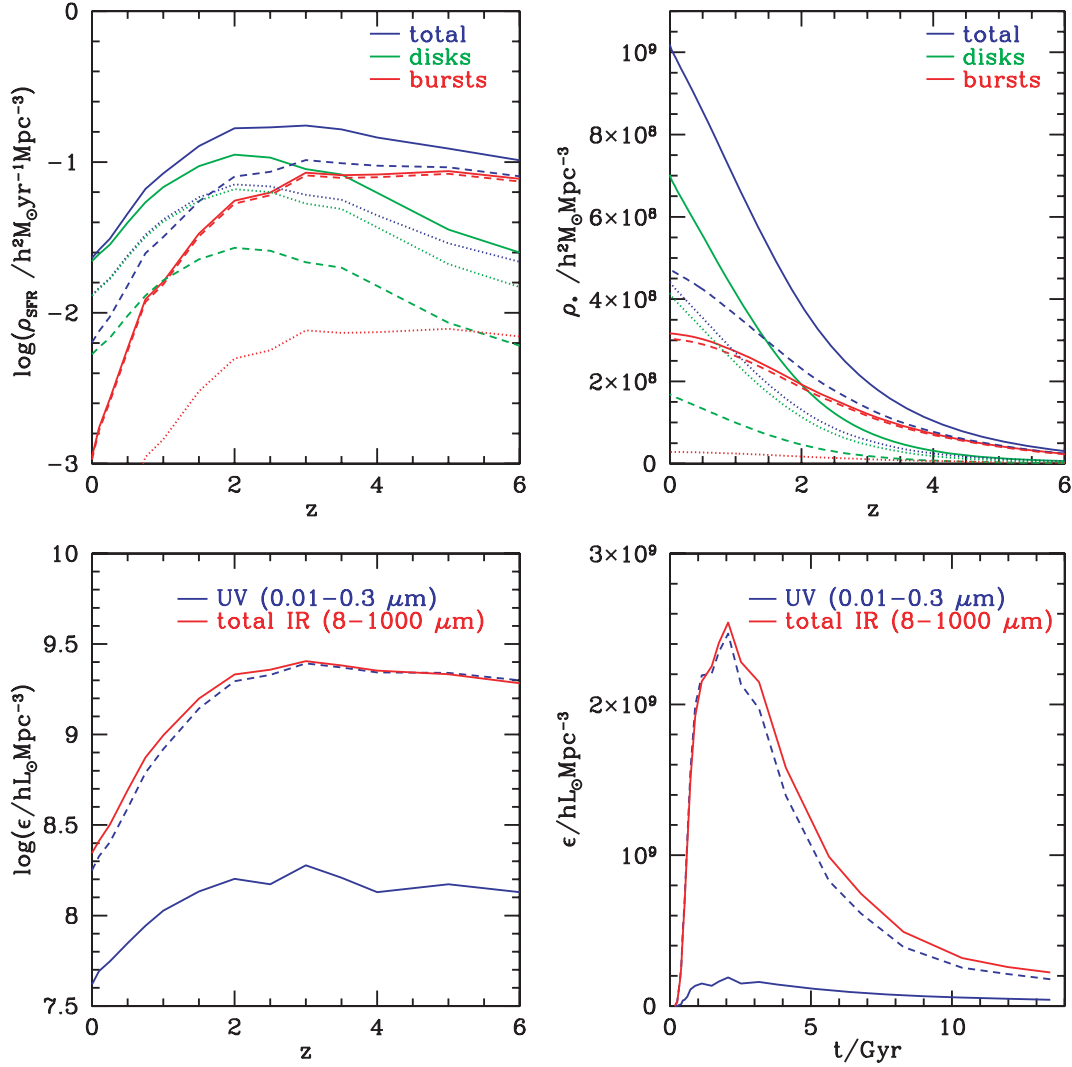 total
disks
bursts
log(ρSFR /h²M⊙yr⁻¹Mpc⁻³)
0
−1
−2
−3
0 2 4 6
z
total
disks
bursts
ρ* /h²M⊙Mpc⁻³
10⁹
8×10⁸
6×10⁸
4×10⁸
2×10⁸
0
0 2 4 6
z
UV (0.01−0.3 μm)
total IR (8−1000 μm)
log(ϵ/hL⊙Mpc⁻³)
10
9.5
9
8.5
8
7.5
0 2 4 6
z
UV (0.01−0.3 μm)
total IR (8−1000 μm)
ϵ/hL⊙Mpc⁻³
3×10⁹
2×10⁹
10⁹
0
0 5 10
t/Gyr